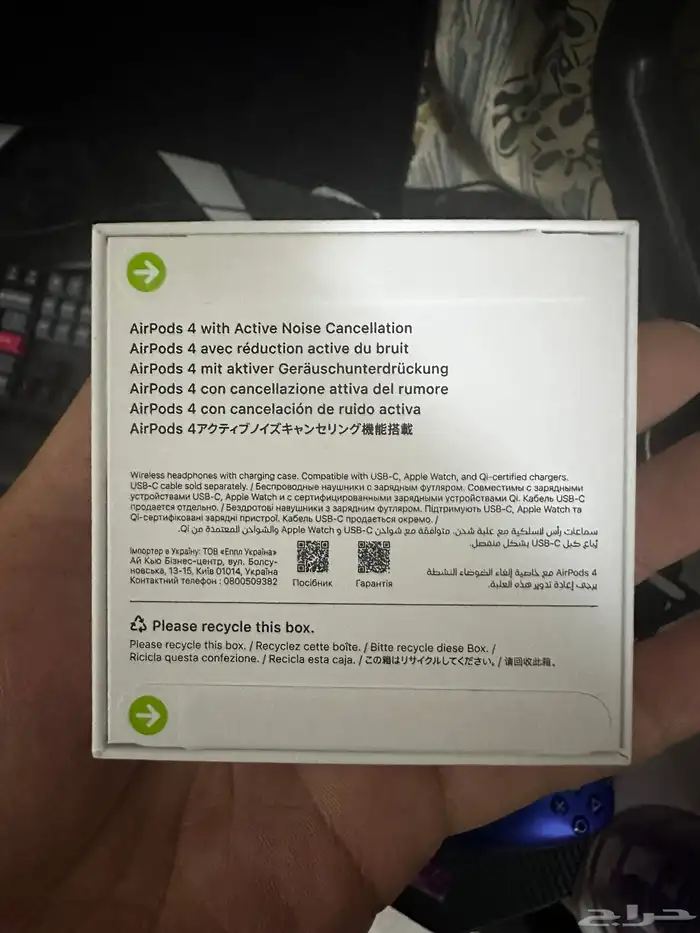 AirPods 4 with Active Noise Cancellation
AirPods 4 avec réduction active du bruit
AirPods 4 mit aktiver Geräuschunterdrückung
AirPods 4 con cancellazione attiva del rumore
AirPods 4 con cancelación de ruido activa
AirPods 4アクティブノイズキャンセリング機能搭載
Wireless headphones with charging case. Compatible with USB-C, Apple Watch, and Qi-certified chargers.
USB-C cable sold separately. / Беспроводные наушники с зарядным футляром. Совместимы с зарядными
устройствами USB-C, Apple Watch и с сертифицированными зарядными устройствами Qi. Кабель USB-C
продается отдельно. / Бездротові навушники з зарядним футляром. Підтримують USB-C, Apple Watch та
Qi-сертифіковані зарядні пристрої. Кабель USB-C продається окремо. /
سماعات رأس لاسلكية مع علبة شحن. متوافقة مع شواحن USB-C و Apple Watch والشواحن المعتمدة من Qi.
يُباع كبل USB-C بشكل منفصل.
Імпортер в Україну: ТОВ «Еппл Україна»
Ай Кью Бізнес-центр, вул. Болсу-
новська, 13-15, Київ 01014, Україна
Контактний телефон : 0800509382
Посібник
Гарантія
AirPods 4 مع خاصية إلغاء الضوضاء النشطة
يرجى إعادة تدوير هذه العلبة.
Please recycle this box.
Please recycle this box. / Recyclez cette boîte. / Bitte recycle diese Box. /
Ricicla questa confezione. / Recicla esta caja. / この箱はリサイクルしてください。/ 请回收此箱。
حراج